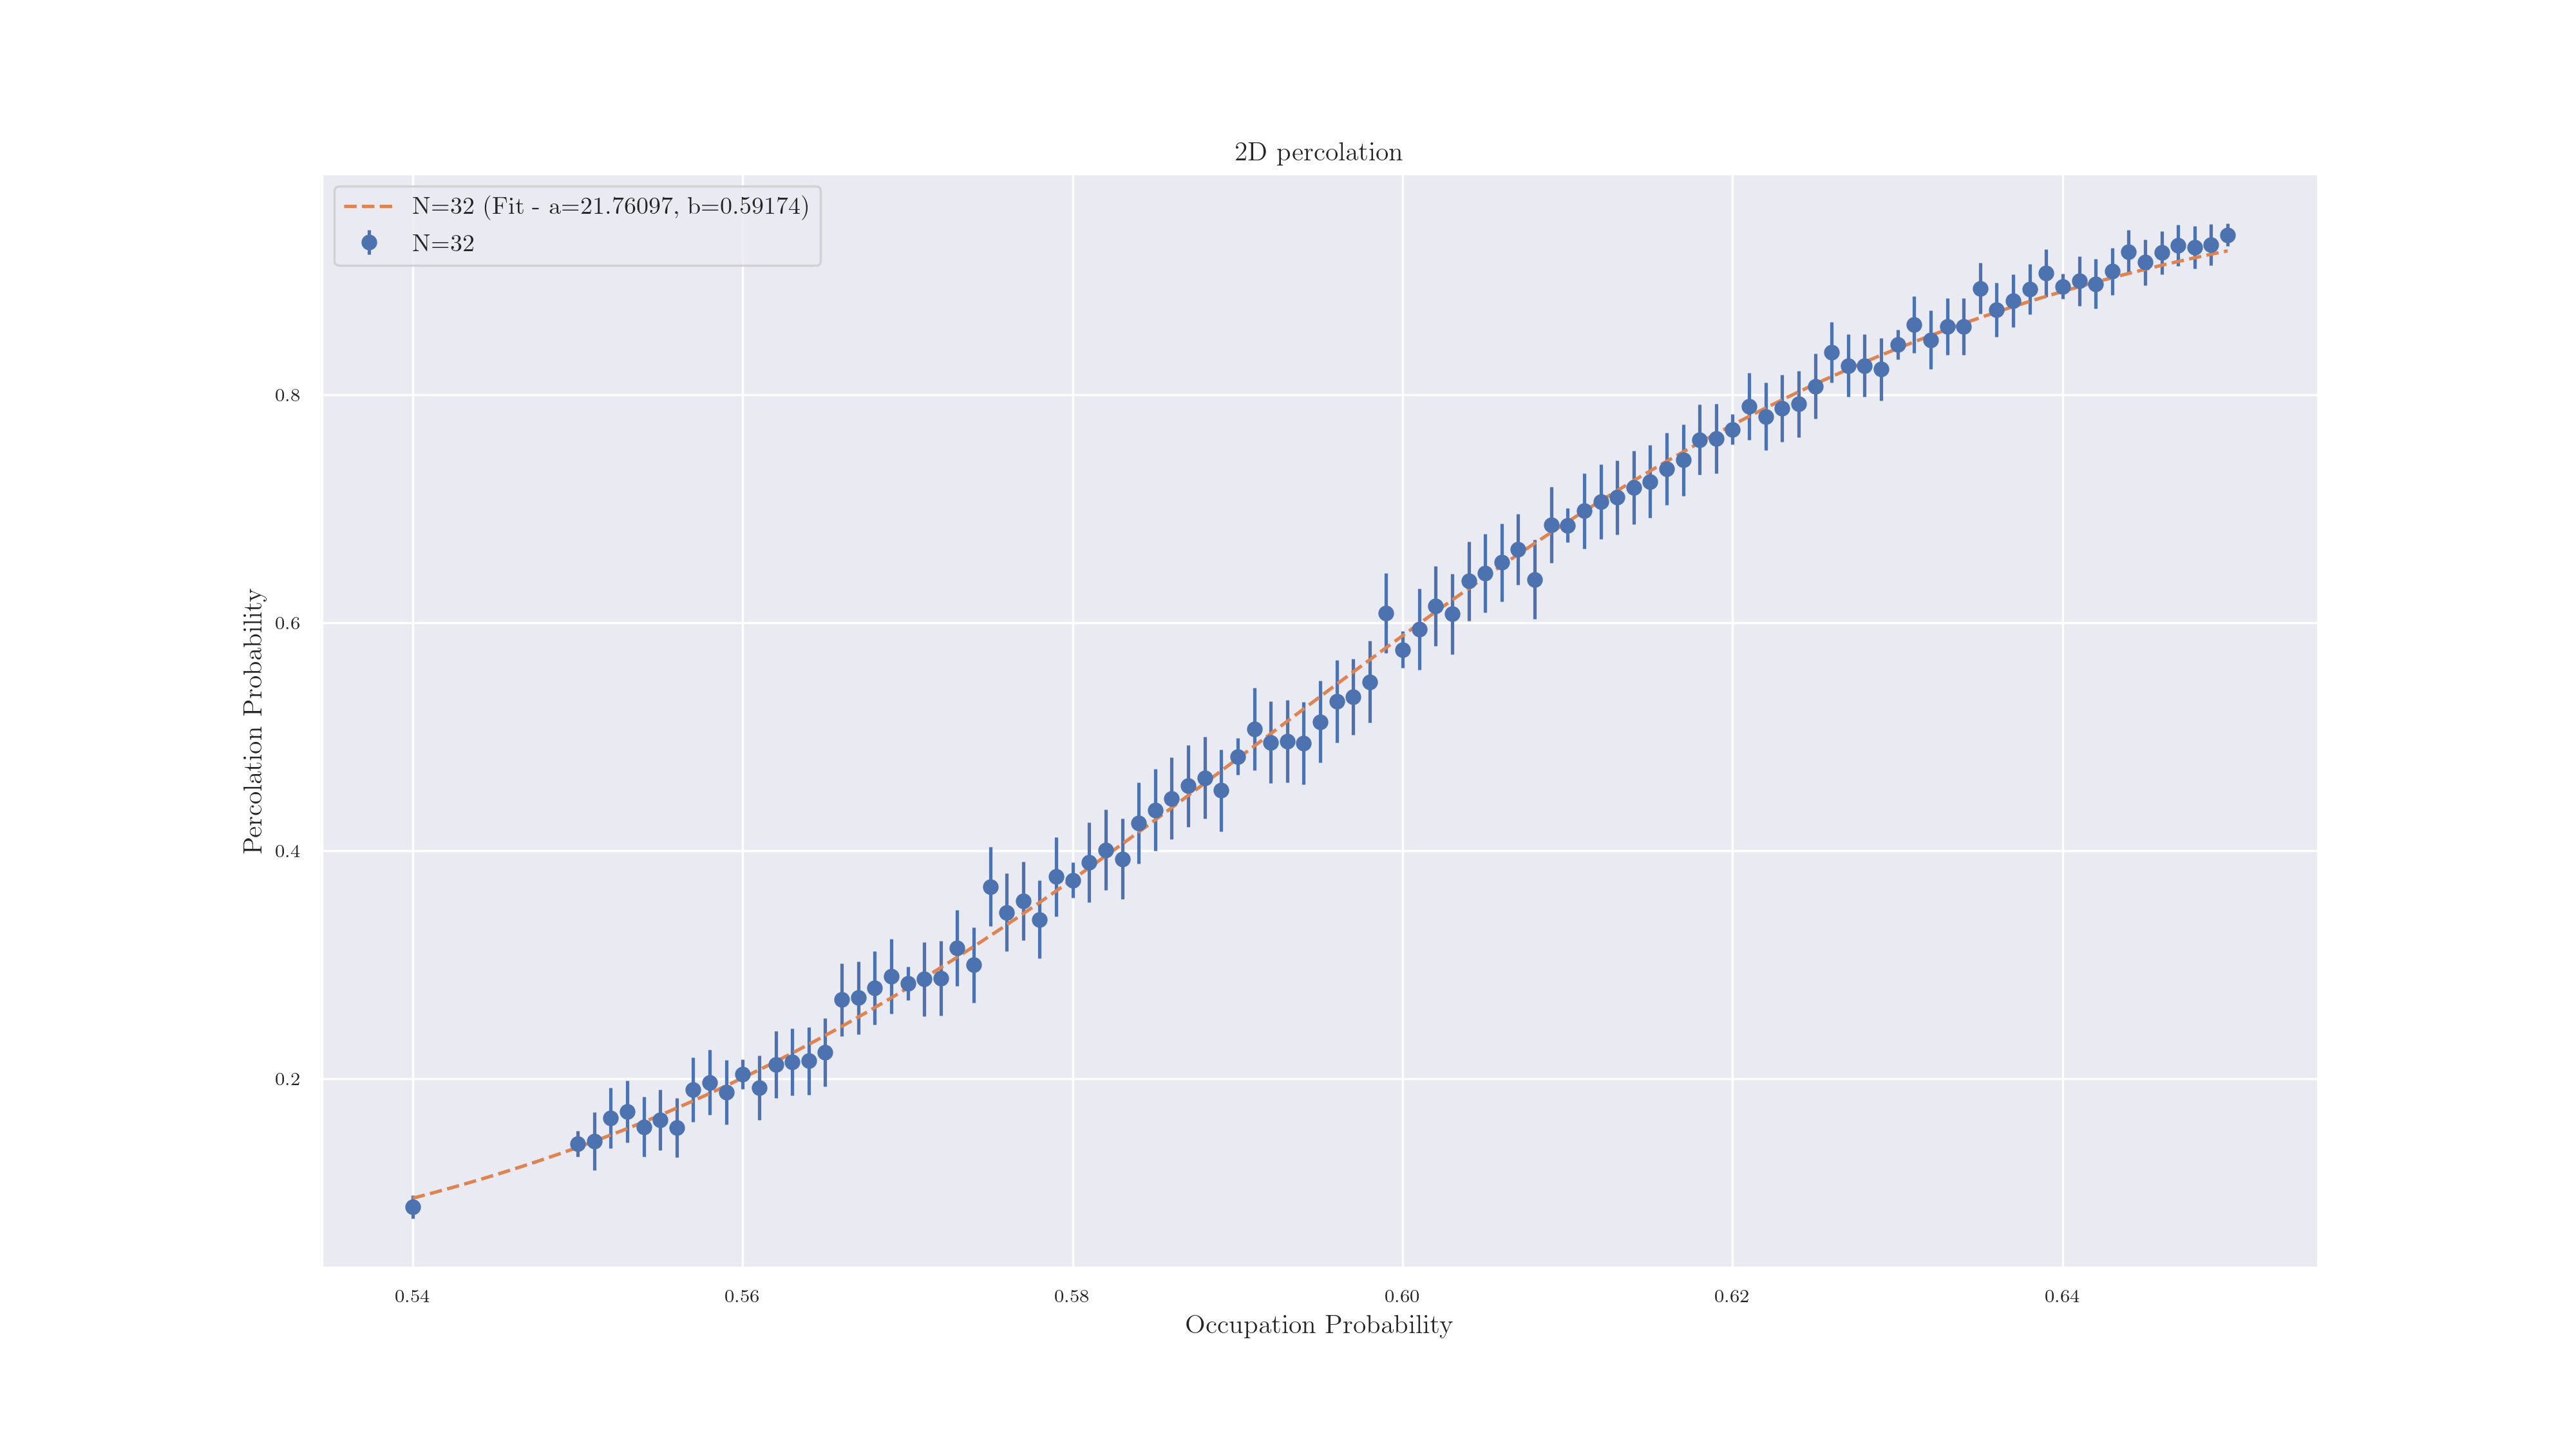 2D percolation
N=32 (Fit - a=21.76097, b=0.59174)
N=32
Percolation Probability
0.8
0.6
0.4
0.2
0.54
0.56
0.58
0.60
0.62
0.64
Occupation Probability